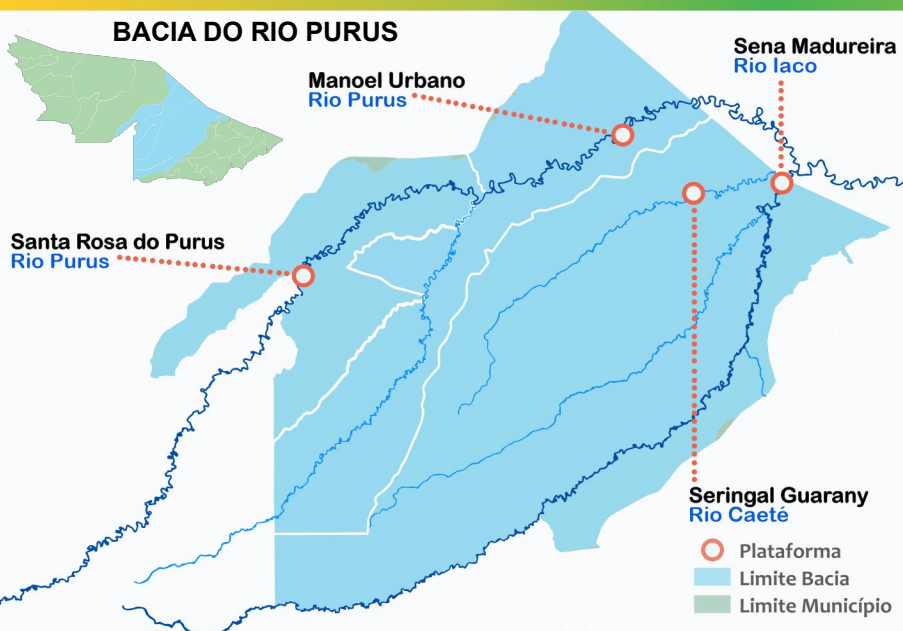 BACIA DO RIO PURUS
Sena Madureira
Rio Iaco
Manoel Urbano
Rio Purus
Santa Rosa do Purus
Rio Purus
Seringal Guarany
Rio Caeté
Plataforma
Limite Bacia
Limite Município